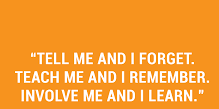 “TELL ME AND I FORGET.
TEACH ME AND I REMEMBER.
INVOLVE ME AND I LEARN.”